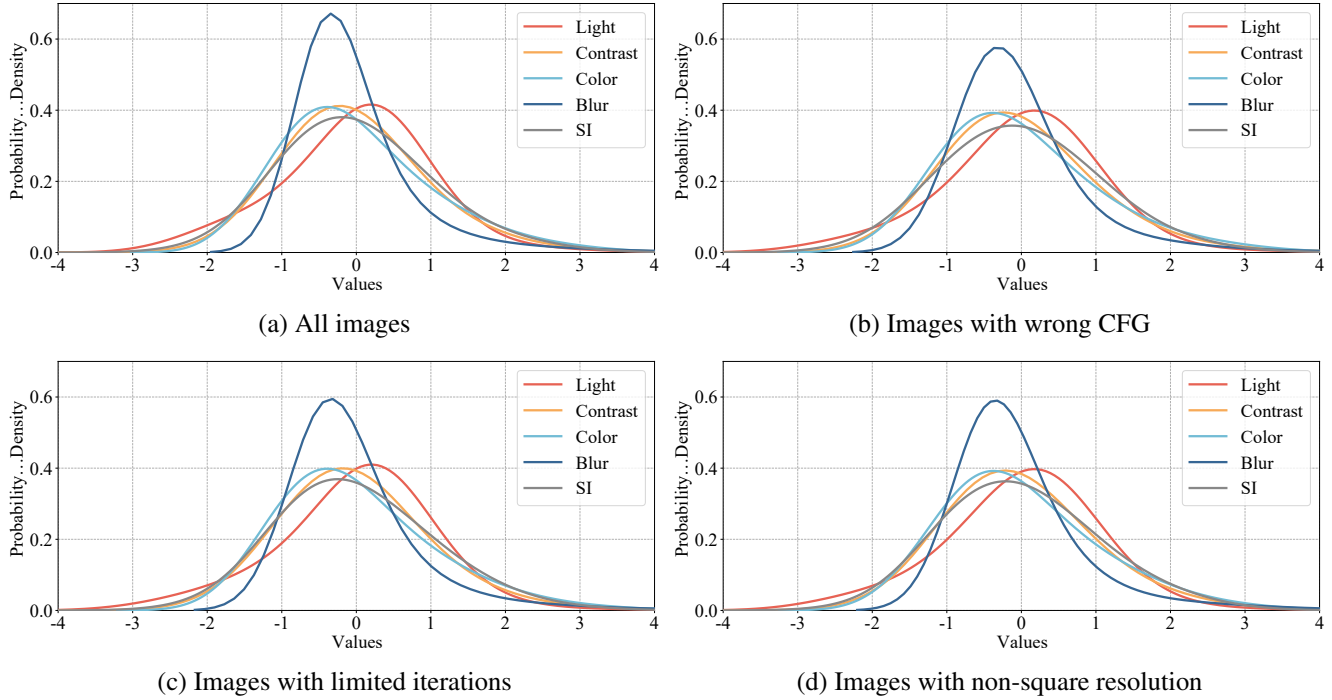 Probability...Density
0.6
0.4
0.2
0.0
-4 -3 -2 -1 0 1 2 3 4
Values
Light
Contrast
Color
Blur
SI
(a) All images
Probability...Density
0.6
0.4
0.2
0.0
-4 -3 -2 -1 0 1 2 3 4
Values
Light
Contrast
Color
Blur
SI
(b) Images with wrong CFG
Probability...Density
0.6
0.4
0.2
0.0
-4 -3 -2 -1 0 1 2 3 4
Values
Light
Contrast
Color
Blur
SI
(c) Images with limited iterations
Probability...Density
0.6
0.4
0.2
0.0
-4 -3 -2 -1 0 1 2 3 4
Values
Light
Contrast
Color
Blur
SI
(d) Images with non-square resolution